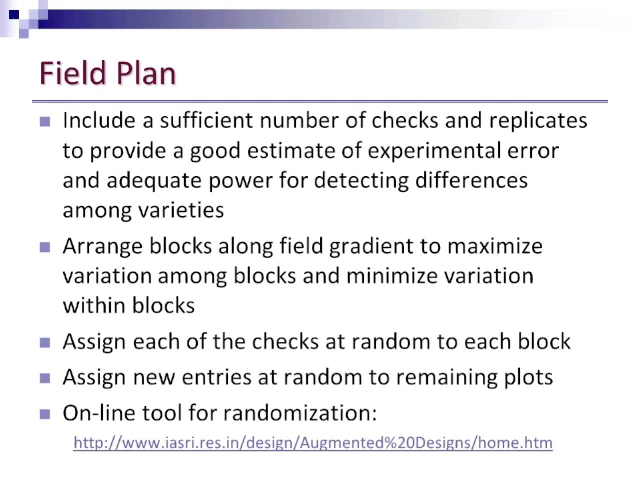 Field Plan
Include a sufficient number of checks and replicates
to provide a good estimate of experimental error
and adequate power for detecting differences
among varieties
Arrange blocks along field gradient to maximize
variation among blocks and minimize variation
within blocks
Assign each of the checks at random to each block
Assign new entries at random to remaining plots
On-line tool for randomization:
http://www.iasri.res.in/design/Augmented%20Designs/home.htm